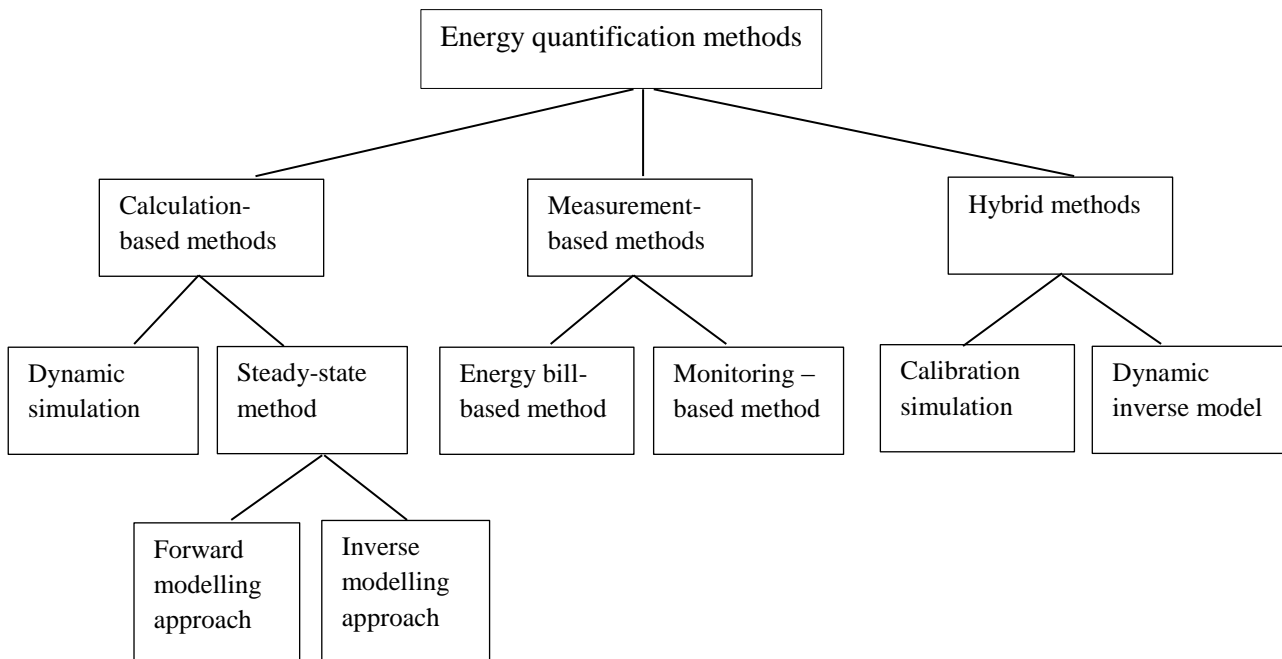 Energy quantification methods
Calculation-
based methods
Measurement-
based methods
Hybrid methods
Dynamic
simulation
Steady-state
method
Energy bill-
based method
Monitoring –
based method
Calibration
simulation
Dynamic
inverse model
Forward
modelling
approach
Inverse
modelling
approach